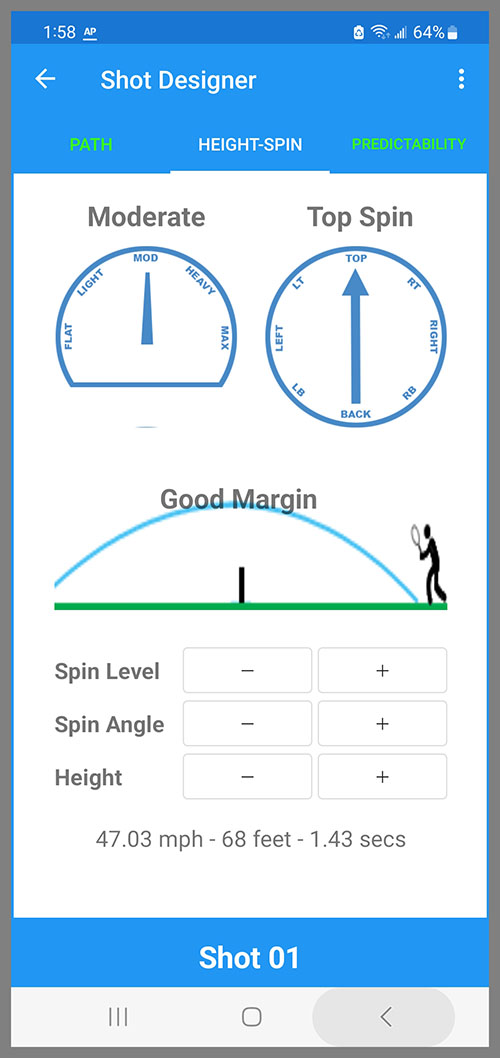 1:58 AP 64%
Shot Designer
PATH HEIGHT-SPIN PREDICTABILITY
Moderate Top Spin
FLAT LIGHT MOD HEAVY MAX
TOP
LT RT
LEFT RIGHT
LB RB
BACK
Good Margin
Spin Level − +
Spin Angle − +
Height − +
47.03 mph - 68 feet - 1.43 secs
Shot 01